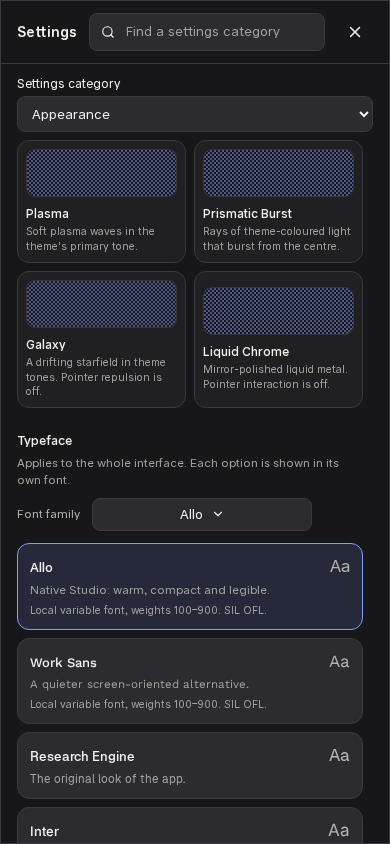 Settings
Find a settings category
Settings category
Appearance
Plasma
Soft plasma waves in the
theme's primary tone.
Prismatic Burst
Rays of theme-coloured light
that burst from the centre.
Galaxy
A drifting starfield in theme
tones. Pointer repulsion is
off.
Liquid Chrome
Mirror-polished liquid metal.
Pointer interaction is off.
Typeface
Applies to the whole interface. Each option is shown in its
own font.
Font family
Allo
Allo
Aa
Native Studio: warm, compact and legible.
Local variable font, weights 100–900. SIL OFL.
Work Sans
Aa
A quieter screen-oriented alternative.
Local variable font, weights 100–900. SIL OFL.
Research Engine
Aa
The original look of the app.
Inter
Aa